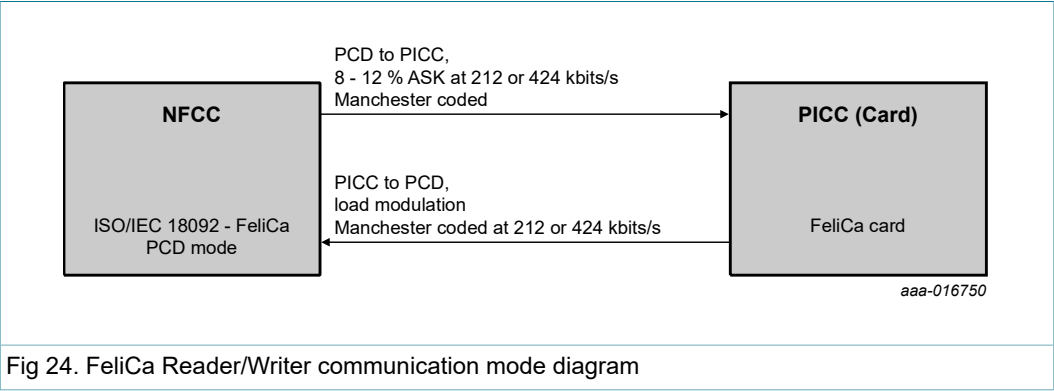 PCD to PICC,
8 - 12 % ASK at 212 or 424 kbits/s
Manchester coded
NFCC
PICC (Card)
PICC to PCD,
load modulation
Manchester coded at 212 or 424 kbits/s
ISO/IEC 18092 - FeliCa
PCD mode
FeliCa card
aaa-016750
Fig 24. FeliCa Reader/Writer communication mode diagram